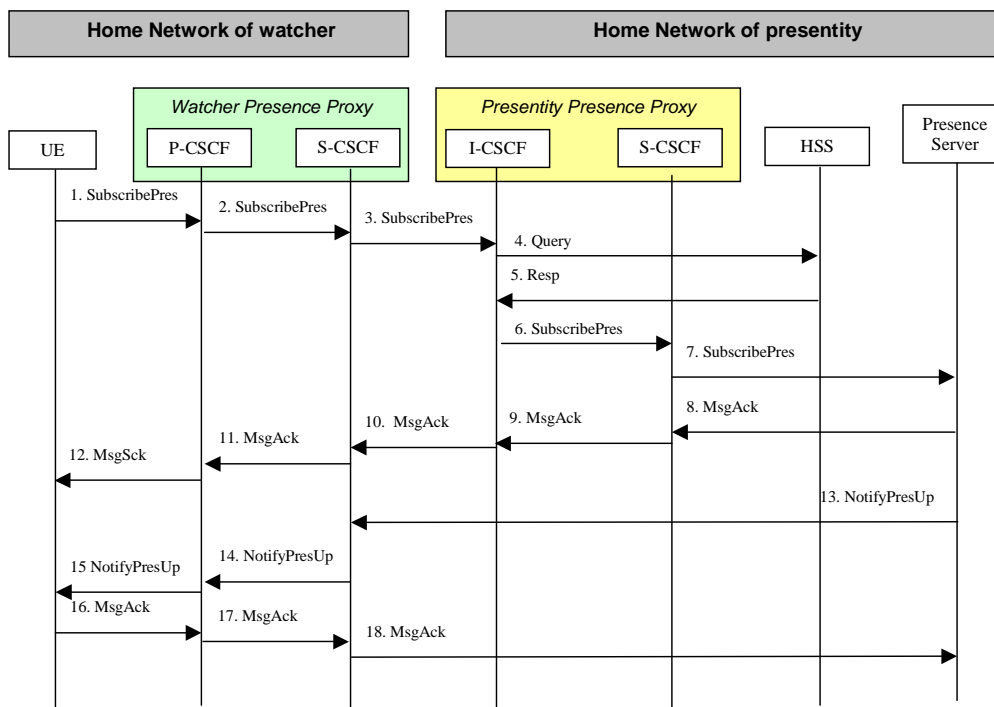 Home Network of watcher
Home Network of presentity
Watcher Presence Proxy
Presentity Presence Proxy
UE
P-CSCF
S-CSCF
I-CSCF
S-CSCF
HSS
Presence
Server
1. SubscribePres
2. SubscribePres
3. SubscribePres
4. Query
5. Resp
6. SubscribePres
7. SubscribePres
8. MsgAck
9. MsgAck
10. MsgAck
11. MsgAck
12. MsgSck
13. NotifyPresUp
14. NotifyPresUp
15 NotifyPresUp
16. MsgAck
17. MsgAck
18. MsgAck